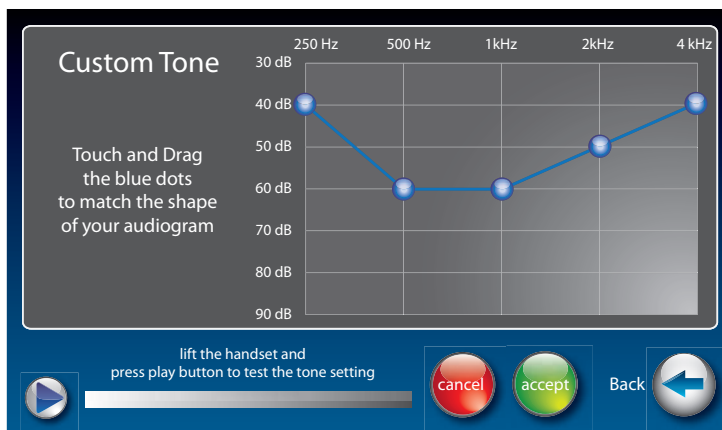 Custom Tone
Touch and Drag
the blue dots
to match the shape
of your audiogram
250 Hz 500 Hz 1kHz 2kHz 4 kHz
30 dB
40 dB
50 dB
60 dB
70 dB
80 dB
90 dB
lift the handset and
press play button to test the tone setting
cancel accept Back